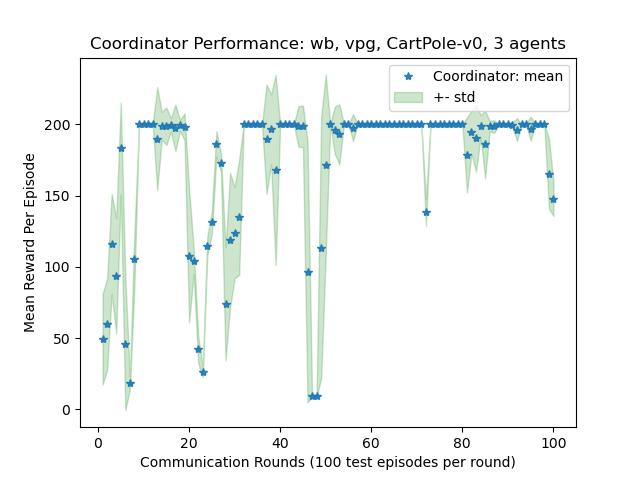 Coordinator Performance: wb, vpg, CartPole-v0, 3 agents
Coordinator: mean
+- std
Mean Reward Per Episode
200
150
100
50
0
0 20 40 60 80 100
Communication Rounds (100 test episodes per round)